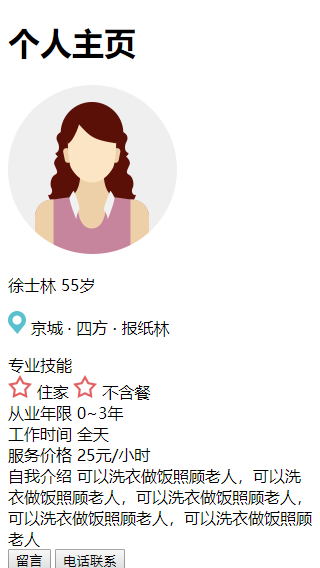 个人主页
徐士林 55岁
京城 · 四方 · 报纸林
专业技能
住家 不含餐
从业年限 0~3年
工作时间 全天
服务价格 25元/小时
自我介绍 可以洗衣做饭照顾老人，可以洗
衣做饭照顾老人，可以洗衣做饭照顾老人，
可以洗衣做饭照顾老人，可以洗衣做饭照顾
老人
留言 电话联系